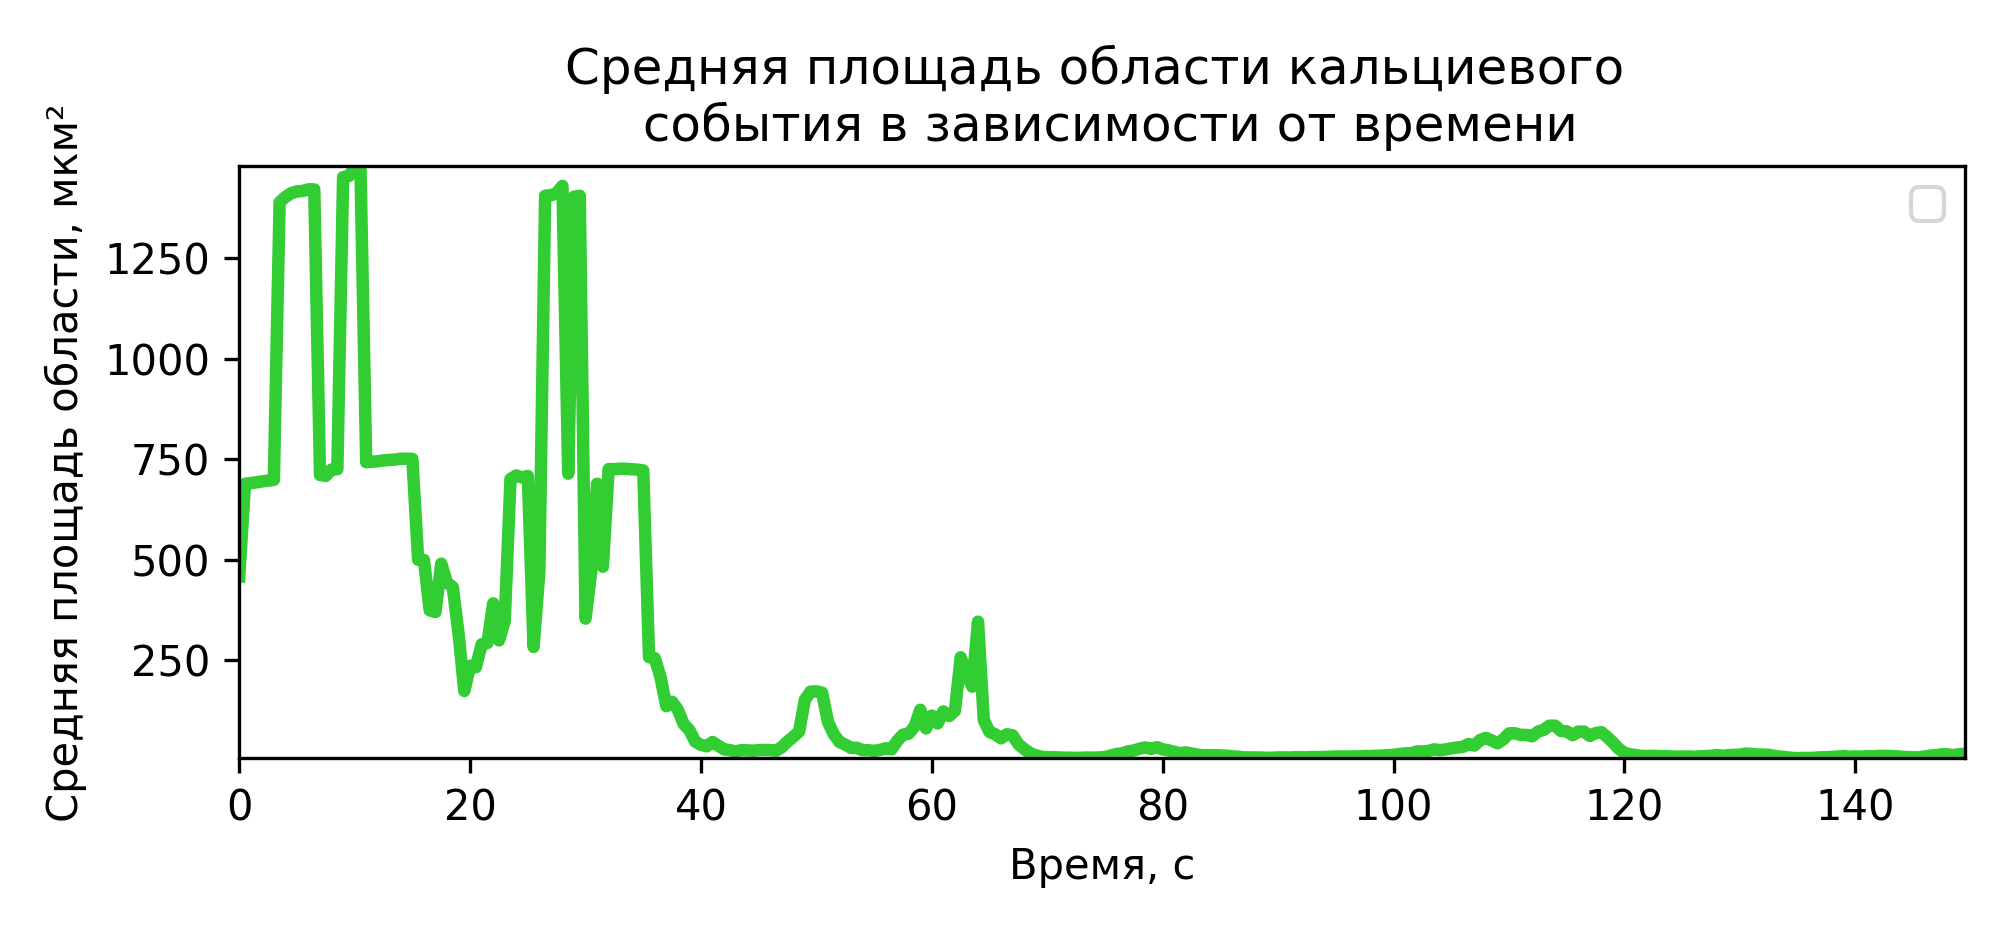 Средняя площадь области кальциевого
события в зависимости от времени
Средняя площадь области, мкм²
1250
1000
750
500
250
0 20 40 60 80 100 120 140
Время, с